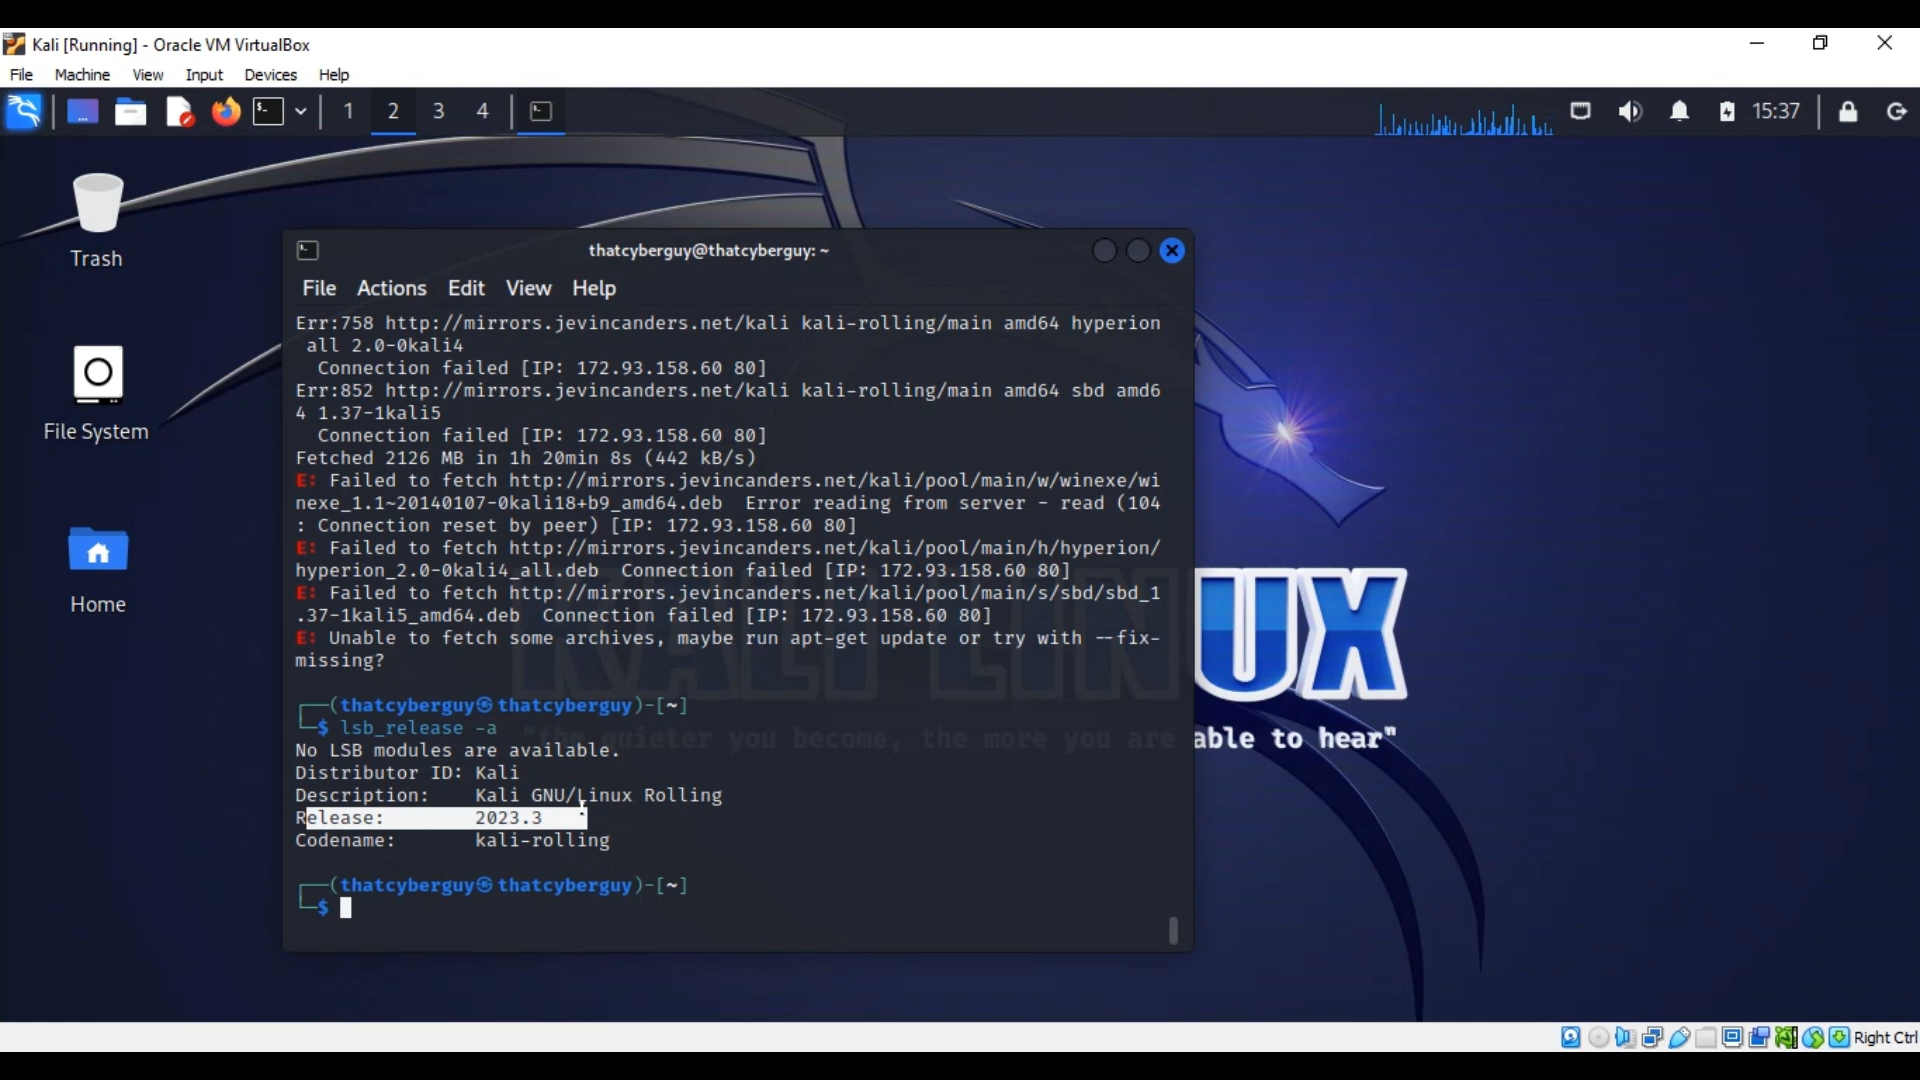 Kali [Running] - Oracle VM VirtualBox
File Machine View Input Devices Help
1 2 3 4 15:37
Trash
File System
Home
thatcyberguy@thatcyberguy: ~
File Actions Edit View Help
Err:758 http://mirrors.jevincanders.net/kali kali-rolling/main amd64 hyperion
all 2.0-0kali4
Connection failed [IP: 172.93.158.60 80]
Err:852 http://mirrors.jevincanders.net/kali kali-rolling/main amd64 sbd amd6
4 1.37-1kali5
Connection failed [IP: 172.93.158.60 80]
Fetched 2126 MB in 1h 20min 8s (442 kB/s)
E: Failed to fetch http://mirrors.jevincanders.net/kali/pool/main/w/winexe/wi
nexe_1.1~20140107-0kali18+b9_amd64.deb Error reading from server - read (104
: Connection reset by peer) [IP: 172.93.158.60 80]
E: Failed to fetch http://mirrors.jevincanders.net/kali/pool/main/h/hyperion/
hyperion_2.0-0kali4_all.deb Connection failed [IP: 172.93.158.60 80]
E: Failed to fetch http://mirrors.jevincanders.net/kali/pool/main/s/sbd/sbd_1
.37-1kali5_amd64.deb Connection failed [IP: 172.93.158.60 80]
E: Unable to fetch some archives, maybe run apt-get update or try with --fix-
missing?
┌──(thatcyberguy㉿thatcyberguy)-[~]
└─$ lsb_release -a
No LSB modules are available.
Distributor ID: Kali
Description: Kali GNU/Linux Rolling
Release: 2023.3
Codename: kali-rolling
┌──(thatcyberguy㉿thatcyberguy)-[~]
└─$
KALI LINUX
"the quieter you become, the more you are able to hear"
Right Ctrl